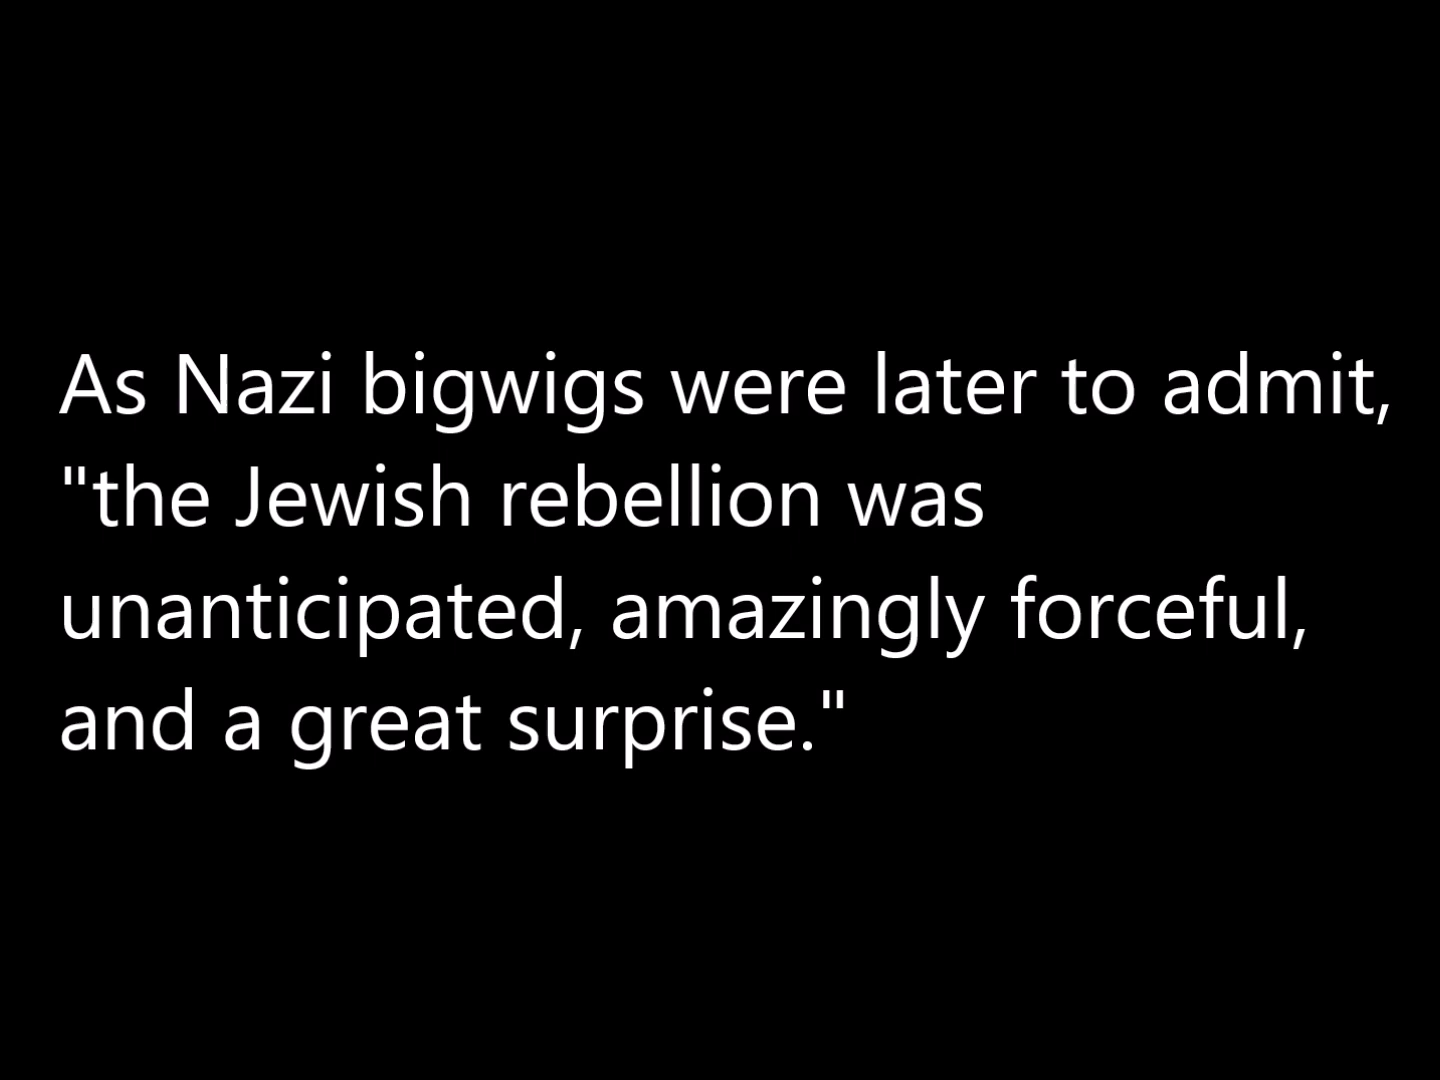 As Nazi bigwigs were later to admit,
"the Jewish rebellion was
unanticipated, amazingly forceful,
and a great surprise."